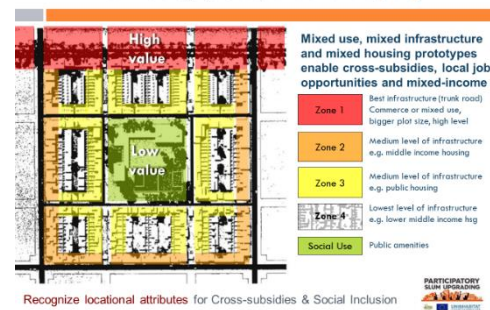 High
value
Low
value
Mixed use, mixed infrastructure
and mixed housing prototypes
enable cross-subsidies, local job
opportunities and mixed-income
Zone 1
Best infrastructure (trunk road)
Commerce or mixed use,
bigger plot size, high level
Zone 2
Medium level of infrastructure
e.g. middle income housing
Zone 3
Medium level of infrastructure
e.g. public housing
Zone 4
Lowest level of infrastructure
e.g. lower middle income hsg
Social Use
Public amenities
Recognize locational attributes for Cross-subsidies & Social Inclusion
PARTICIPATORY
SLUM UPGRADING